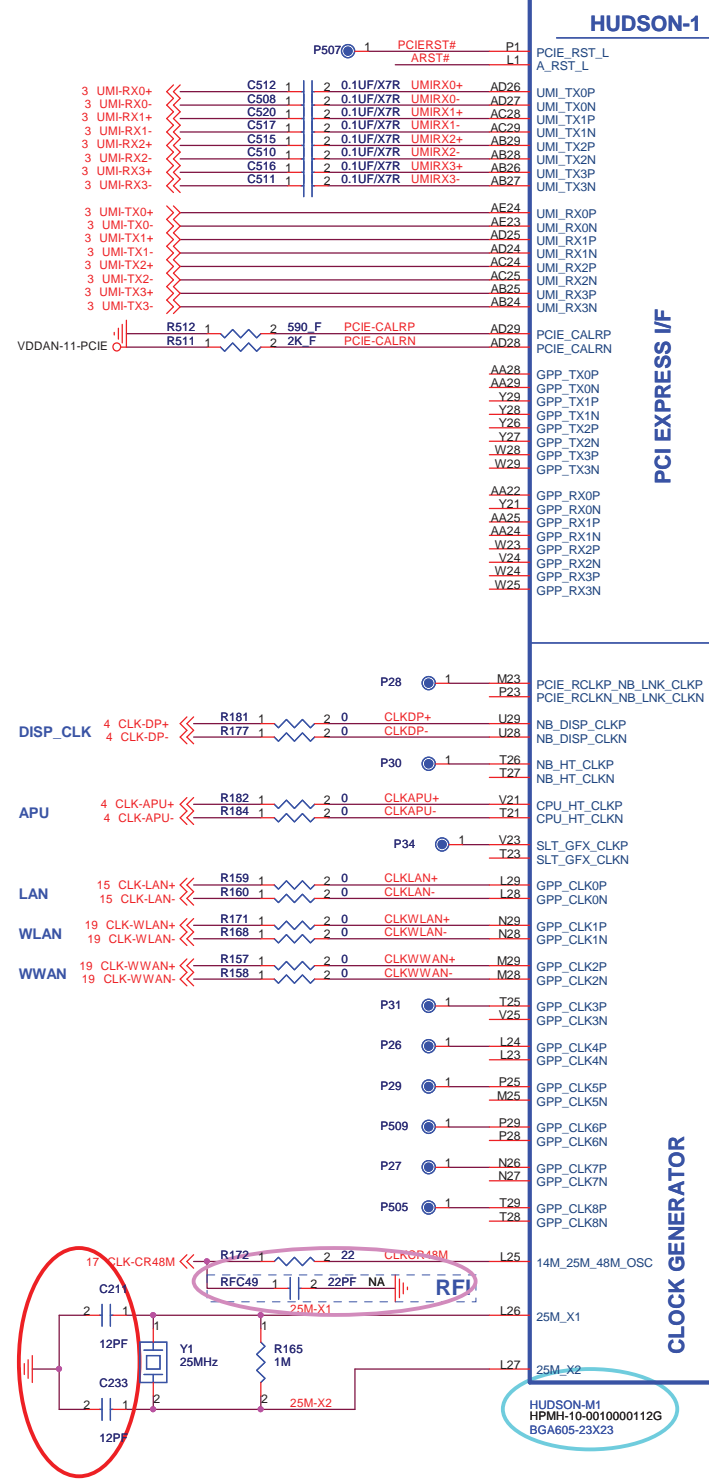 HUDSON-1
P507 1 PCIERST# P1 PCIE_RST_L
ARST# L1 A_RST_L
3 UMI-RX0+ C512 1 2 0.1UF/X7R UMIRX0+ AD26 UMI_TX0P
3 UMI-RX0- C508 1 2 0.1UF/X7R UMIRX0- AD27 UMI_TX0N
3 UMI-RX1+ C520 1 2 0.1UF/X7R UMIRX1+ AC28 UMI_TX1P
3 UMI-RX1- C517 1 2 0.1UF/X7R UMIRX1- AC29 UMI_TX1N
3 UMI-RX2+ C515 1 2 0.1UF/X7R UMIRX2+ AB29 UMI_TX2P
3 UMI-RX2- C510 1 2 0.1UF/X7R UMIRX2- AB28 UMI_TX2N
3 UMI-RX3+ C516 1 2 0.1UF/X7R UMIRX3+ AB26 UMI_TX3P
3 UMI-RX3- C511 1 2 0.1UF/X7R UMIRX3- AB27 UMI_TX3N
3 UMI-TX0+ AE24 UMI_RX0P
3 UMI-TX0- AE23 UMI_RX0N
3 UMI-TX1+ AD25 UMI_RX1P
3 UMI-TX1- AD24 UMI_RX1N
3 UMI-TX2+ AC24 UMI_RX2P
3 UMI-TX2- AC25 UMI_RX2N
3 UMI-TX3+ AB25 UMI_RX3P
3 UMI-TX3- AB24 UMI_RX3N
R512 1 2 590_F PCIE-CALRP AD29 PCIE_CALRP
VDDAN-11-PCIE R511 1 2 2K_F PCIE-CALRN AD28 PCIE_CALRN
AA28 GPP_TX0P
AA29 GPP_TX0N
Y29 GPP_TX1P
Y28 GPP_TX1N
Y26 GPP_TX2P
Y27 GPP_TX2N
W28 GPP_TX3P
W29 GPP_TX3N
AA22 GPP_RX0P
Y21 GPP_RX0N
AA25 GPP_RX1P
AA24 GPP_RX1N
W23 GPP_RX2P
V24 GPP_RX2N
W24 GPP_RX3P
W25 GPP_RX3N
PCI EXPRESS I/F
P28 1 M23 PCIE_RCLKP_NB_LNK_CLKP
P23 PCIE_RCLKN_NB_LNK_CLKN
DISP_CLK
4 CLK-DP+ R181 1 2 0 CLKDP+ U29 NB_DISP_CLKP
4 CLK-DP- R177 1 2 0 CLKDP- U28 NB_DISP_CLKN
P30 1 T26 NB_HT_CLKP
T27 NB_HT_CLKN
APU
4 CLK-APU+ R182 1 2 0 CLKAPU+ V21 CPU_HT_CLKP
4 CLK-APU- R184 1 2 0 CLKAPU- T21 CPU_HT_CLKN
P34 1 V23 SLT_GFX_CLKP
T23 SLT_GFX_CLKN
LAN
15 CLK-LAN+ R159 1 2 0 CLKLAN+ L29 GPP_CLK0P
15 CLK-LAN- R160 1 2 0 CLKLAN- L28 GPP_CLK0N
WLAN
19 CLK-WLAN+ R171 1 2 0 CLKWLAN+ N29 GPP_CLK1P
19 CLK-WLAN- R168 1 2 0 CLKWLAN- N28 GPP_CLK1N
WWAN
19 CLK-WWAN+ R157 1 2 0 CLKWWAN+ M29 GPP_CLK2P
19 CLK-WWAN- R158 1 2 0 CLKWWAN- M28 GPP_CLK2N
P31 1 T25 GPP_CLK3P
V25 GPP_CLK3N
P26 1 L24 GPP_CLK4P
L23 GPP_CLK4N
P29 1 P25 GPP_CLK5P
M25 GPP_CLK5N
P509 1 P29 GPP_CLK6P
P28 GPP_CLK6N
P27 1 N26 GPP_CLK7P
N27 GPP_CLK7N
P505 1 T29 GPP_CLK8P
T28 GPP_CLK8N
CLOCK GENERATOR
17 CLK-CR48M R172 1 2 22 CLKCR48M L25 14M_25M_48M_OSC
RFC49 1 2 22PF NA RFI
C211 2 1 12PF
25M-X1 L26 25M_X1
1 Y1 25MHz 2
1 R165 1M 2
C233 2 1 12PF
25M-X2 L27 25M_X2
HUDSON-M1
HPMH-10-0010000112G
BGA605-23X23